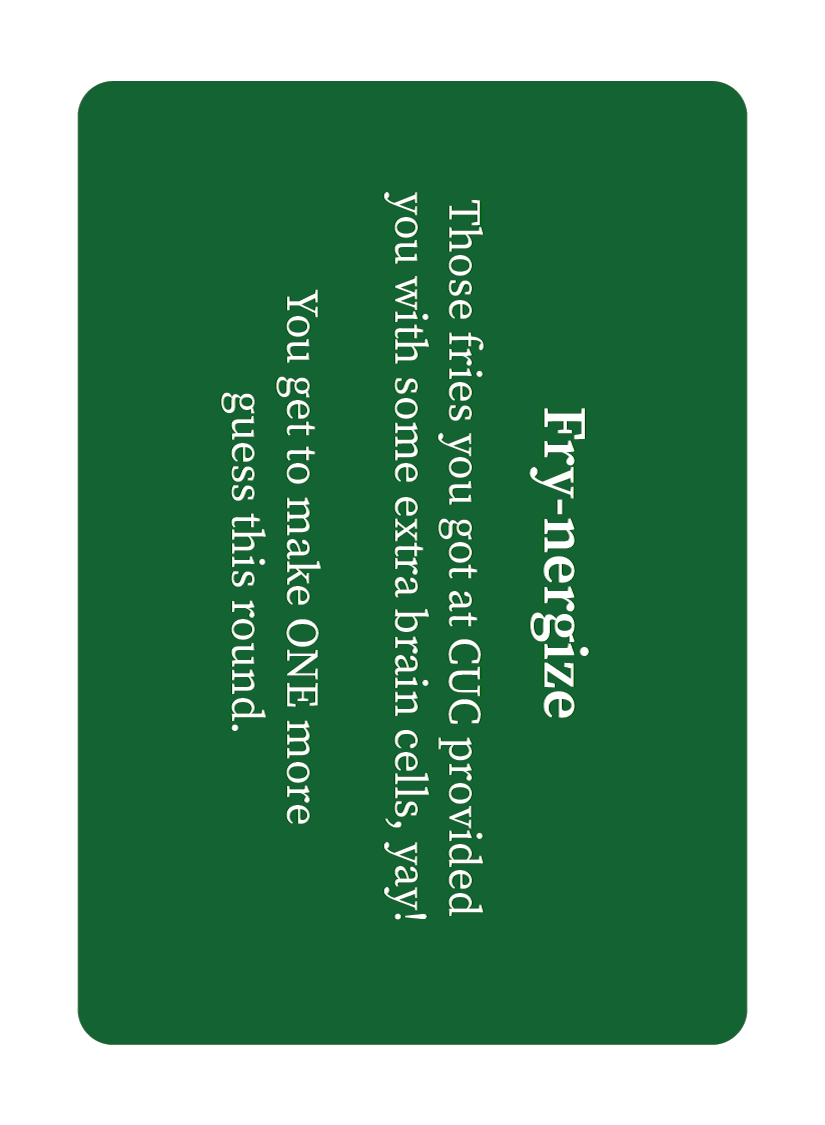 Fry-nergize
Those fries you got at CUC provided
you with some extra brain cells, yay!
You get to make ONE more
guess this round.